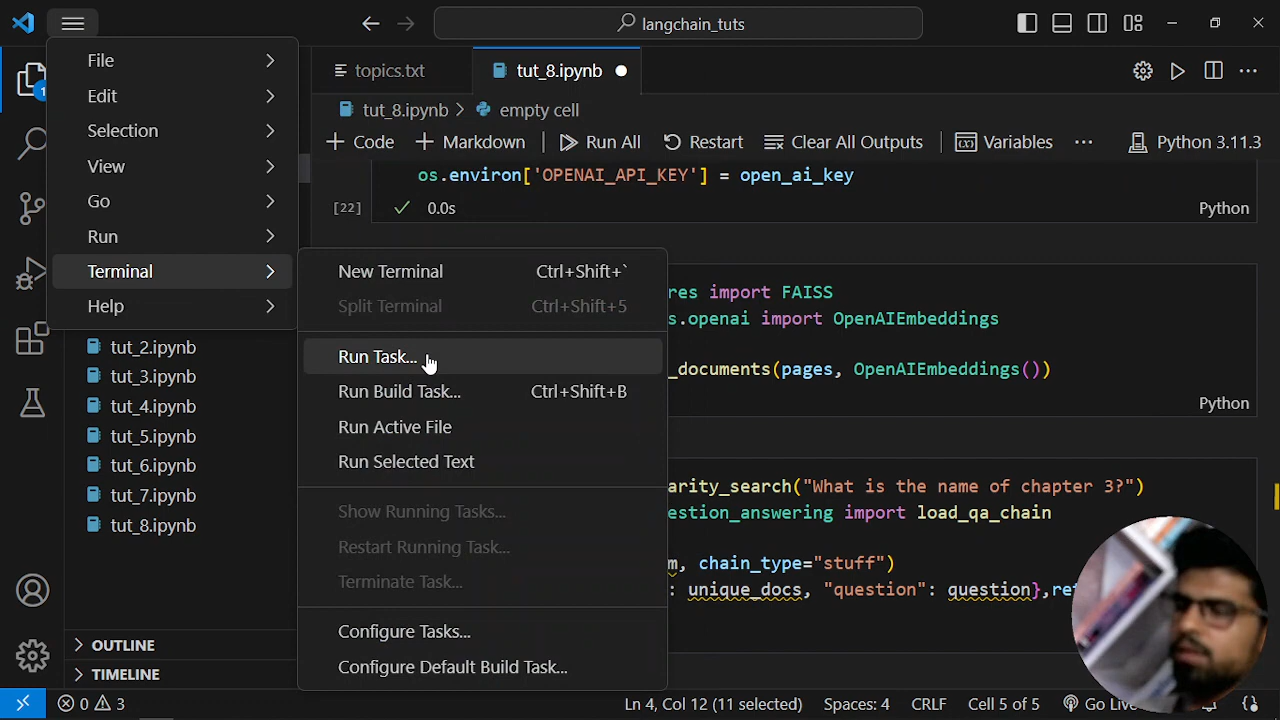 langchain_tuts
File
Edit
Selection
View
Go
Run
Terminal
Help
1
topics.txt
tut_8.ipynb
tut_8.ipynb > empty cell
+ Code
+ Markdown
Run All
Restart
Clear All Outputs
Variables
...
Python 3.11.3
os.environ['OPENAI_API_KEY'] = open_ai_key
[22]
0.0s
Python
New Terminal Ctrl+Shift+`
Split Terminal Ctrl+Shift+5
Run Task...
Run Build Task... Ctrl+Shift+B
Run Active File
Run Selected Text
Show Running Tasks...
Restart Running Task...
Terminate Task...
Configure Tasks...
Configure Default Build Task...
res import FAISS
s.openai import OpenAIEmbeddings
_documents(pages, OpenAIEmbeddings())
Python
arity_search("What is the name of chapter 3?")
estion_answering import load_qa_chain
m, chain_type="stuff")
: unique_docs, "question": question},re
tut_2.ipynb
tut_3.ipynb
tut_4.ipynb
tut_5.ipynb
tut_6.ipynb
tut_7.ipynb
tut_8.ipynb
OUTLINE
TIMELINE
0
3
Ln 4, Col 12 (11 selected)
Spaces: 4
CRLF
Cell 5 of 5
Go Live